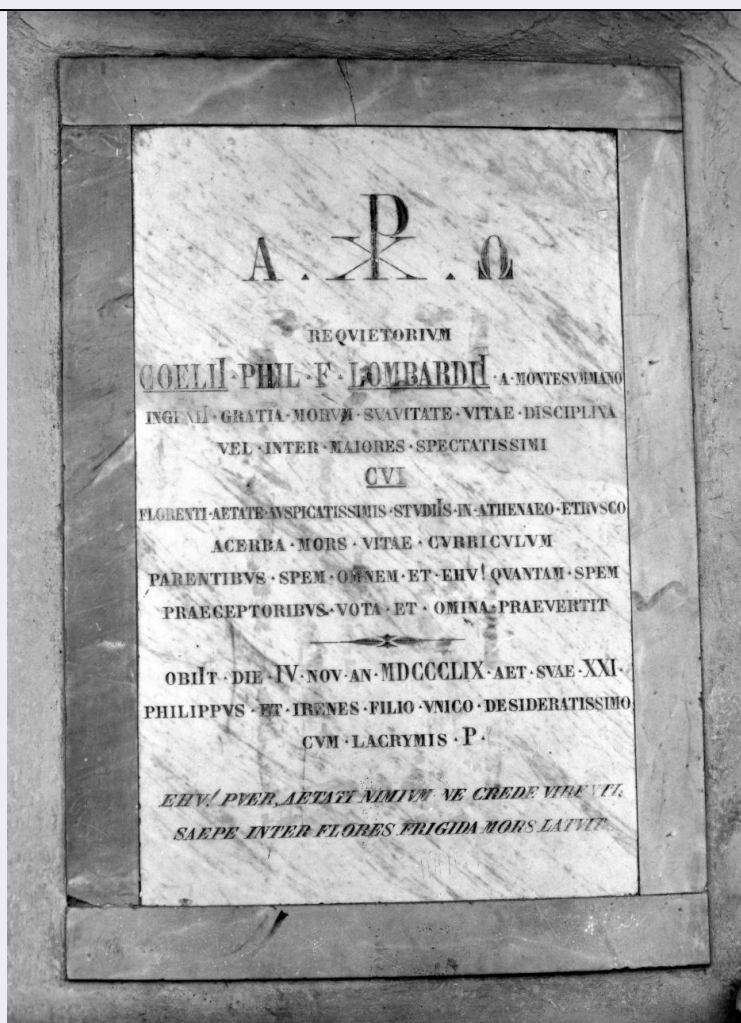 A · ☧ · Ω
REQVIETORIVM
COELII · PHIL · F · LOMBARDII · A · MONTESVMMANO
INGENII · GRATIA · MORVM · SVAVITATE · VITAE · DISCIPLINA
VEL · INTER · MAIORES · SPECTATISSIMI
CVI
FLORENTI · AETATE · AVSPICATISSIMIS · STVDIIS · IN · ATHENAEO · ETRVSCO
ACERBA · MORS · VITAE · CVRRICVLVM
PARENTIBVS · SPEM · OMNEM · ET · EHV! QVANTAM · SPEM
PRAECEPTORIBVS · VOTA · ET · OMINA · PRAEVERTIT
OBIIT · DIE · IV · NOV · AN · MDCCCLIX · AET · SVAE · XXI ·
PHILIPPVS · ET · IRENES · FILIO · VNICO · DESIDERATISSIMO
CVM · LACRYMIS · P ·
EHV! PVER, AETATI NIMIVM NE CREDE VIRENTI,
SAEPE INTER FLORES FRIGIDA MORS LATVIT